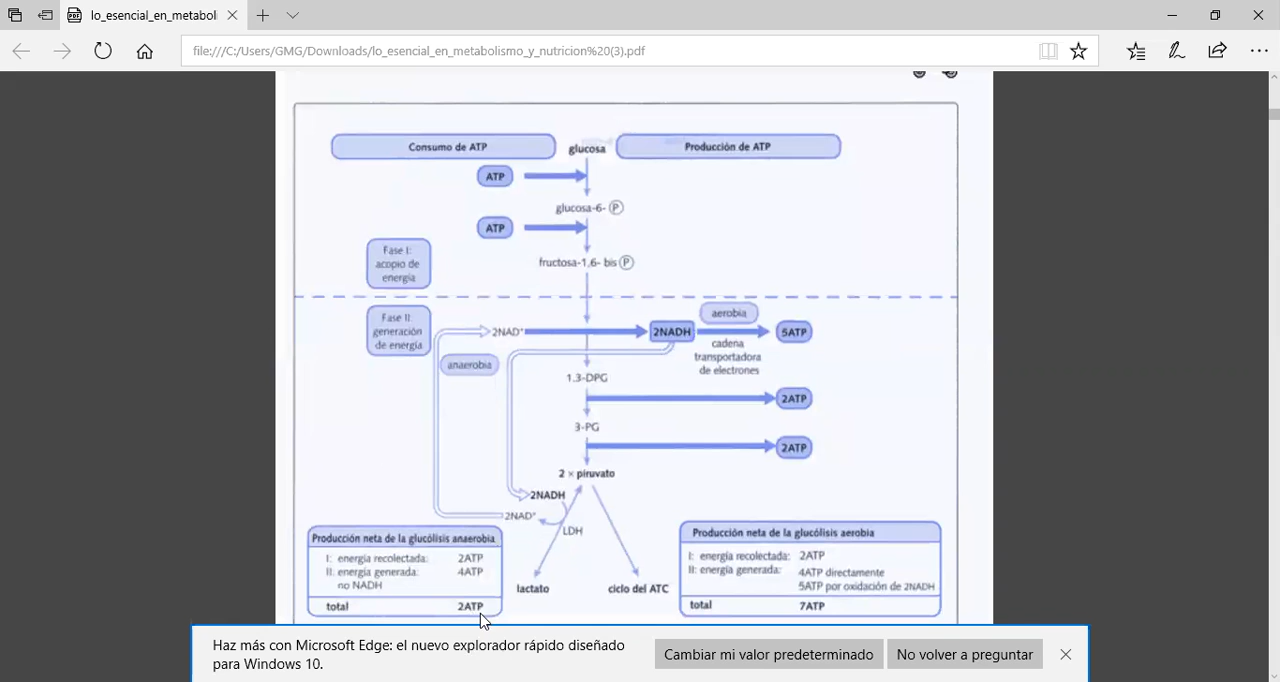 lo_esencial_en_metaboli
file:///C:/Users/GMG/Downloads/lo_esencial_en_metabolismo_y_nutricion%20(3).pdf
Consumo de ATP
glucosa
Producción de ATP
ATP
glucosa-6- P
ATP
fructosa-1,6- bis P
Fase I:
acopio de
energía
Fase II:
generación
de energía
2NAD⁺
2NADH
aerobia
5ATP
cadena
transportadora
de electrones
anaerobia
1,3-DPG
2ATP
3-PG
2ATP
2 × piruvato
2NADH
2NAD⁺
LDH
lactato
ciclo del ATC
Producción neta de la glucólisis anaerobia
I: energía recolectada: 2ATP
II: energía generada: 4ATP
no NADH
total 2ATP
Producción neta de la glucólisis aerobia
I: energía recolectada: 2ATP
II: energía generada: 4ATP directamente
5ATP por oxidación de 2NADH
total 7ATP
Haz más con Microsoft Edge: el nuevo explorador rápido diseñado
para Windows 10.
Cambiar mi valor predeterminado
No volver a preguntar